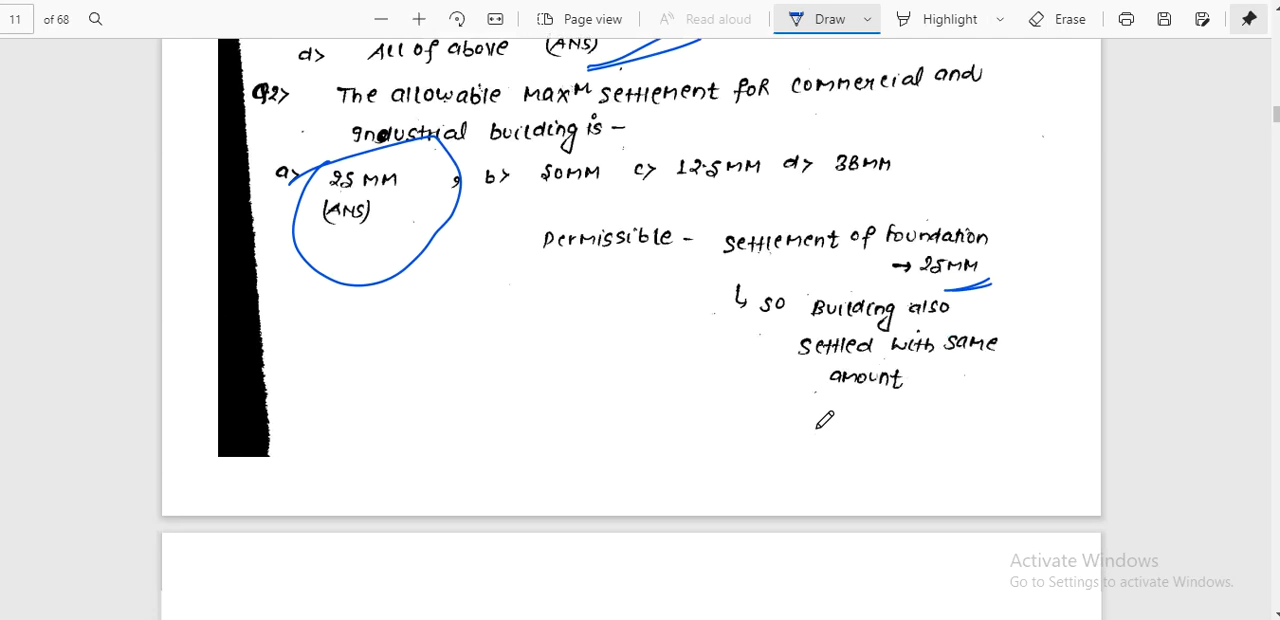 11 of 68 Page view Read aloud Draw Highlight Erase
d> All of above (ANS)
Q2> The allowable Maxᴹ settlement for commercial and
industrial building is -
a> 25 MM , b> 50MM c> 12.5MM d> 38MM
(ANS)
Permissible - settlement of foundation
→ 25MM
↳ so Building also
settled with same
amount
Activate Windows
Go to Settings to activate Windows.